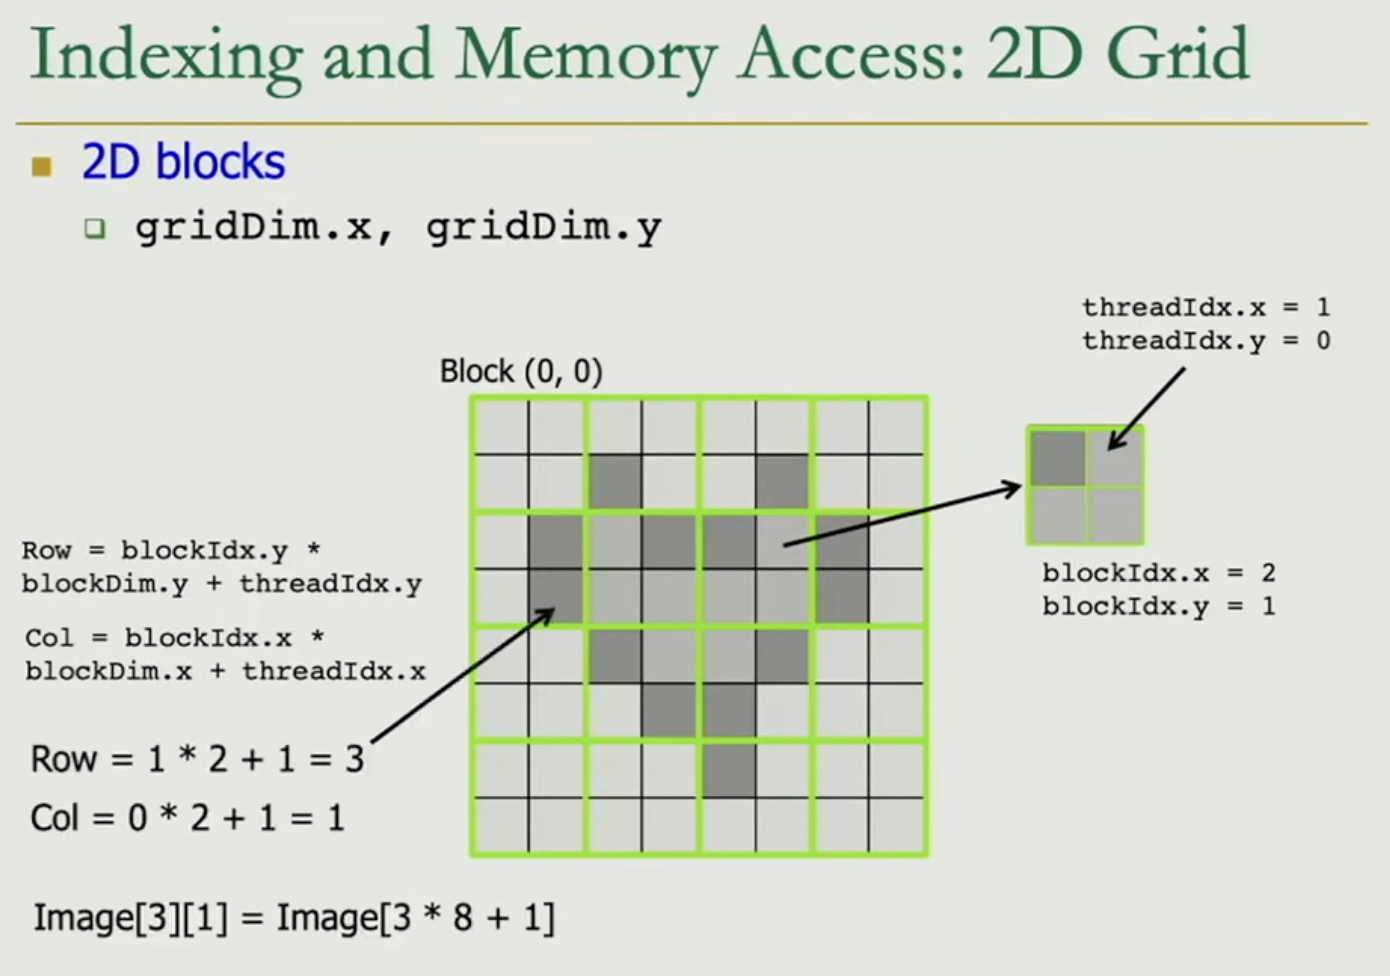 Indexing and Memory Access: 2D Grid
2D blocks
gridDim.x, gridDim.y
threadIdx.x = 1
threadIdx.y = 0
Block (0, 0)
Row = blockIdx.y *
blockDim.y + threadIdx.y
blockIdx.x = 2
blockIdx.y = 1
Col = blockIdx.x *
blockDim.x + threadIdx.x
Row = 1 * 2 + 1 = 3
Col = 0 * 2 + 1 = 1
Image[3][1] = Image[3 * 8 + 1]